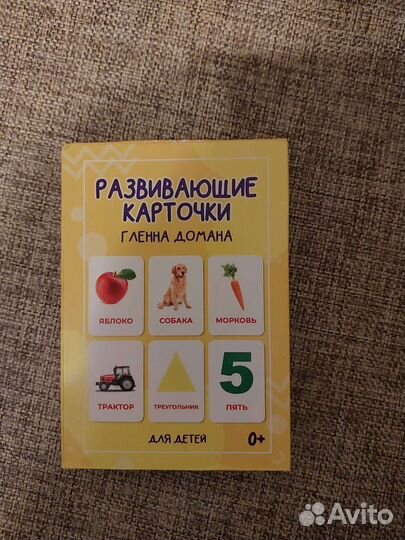 РАЗВИВАЮЩИЕ
КАРТОЧКИ
ГЛЕННА ДОМАНА
ЯБЛОКО
СОБАКА
МОРКОВЬ
ТРАКТОР
ТРЕУГОЛЬНИК
5
ПЯТЬ
ДЛЯ ДЕТЕЙ
0+
Avito